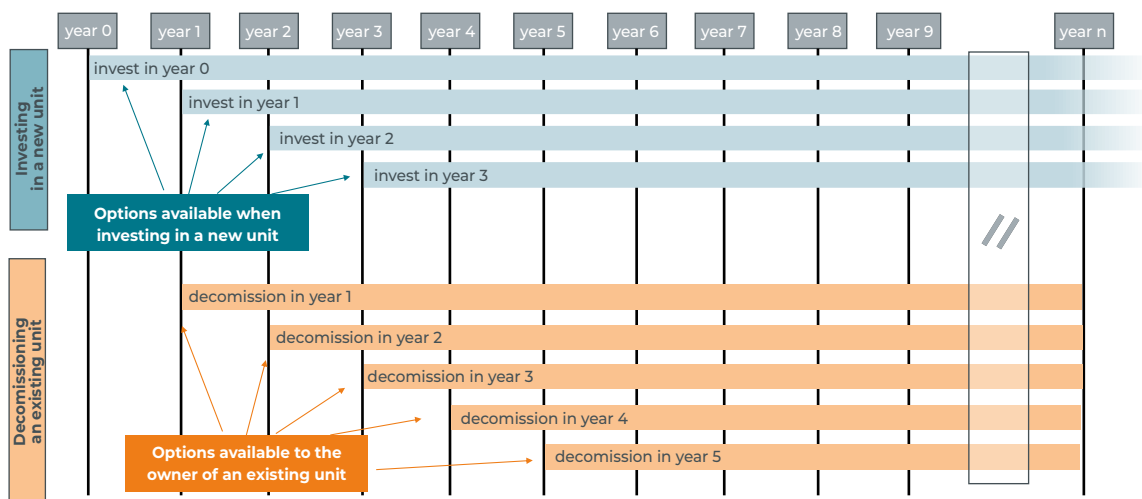 year 0
year 1
year 2
year 3
year 4
year 5
year 6
year 7
year 8
year 9
year n
Investing
in a new unit
invest in year 0
invest in year 1
invest in year 2
invest in year 3
Options available when
investing in a new unit
Decomissioning
an existing unit
decomission in year 1
decomission in year 2
decomission in year 3
decomission in year 4
decomission in year 5
Options available to the
owner of an existing unit